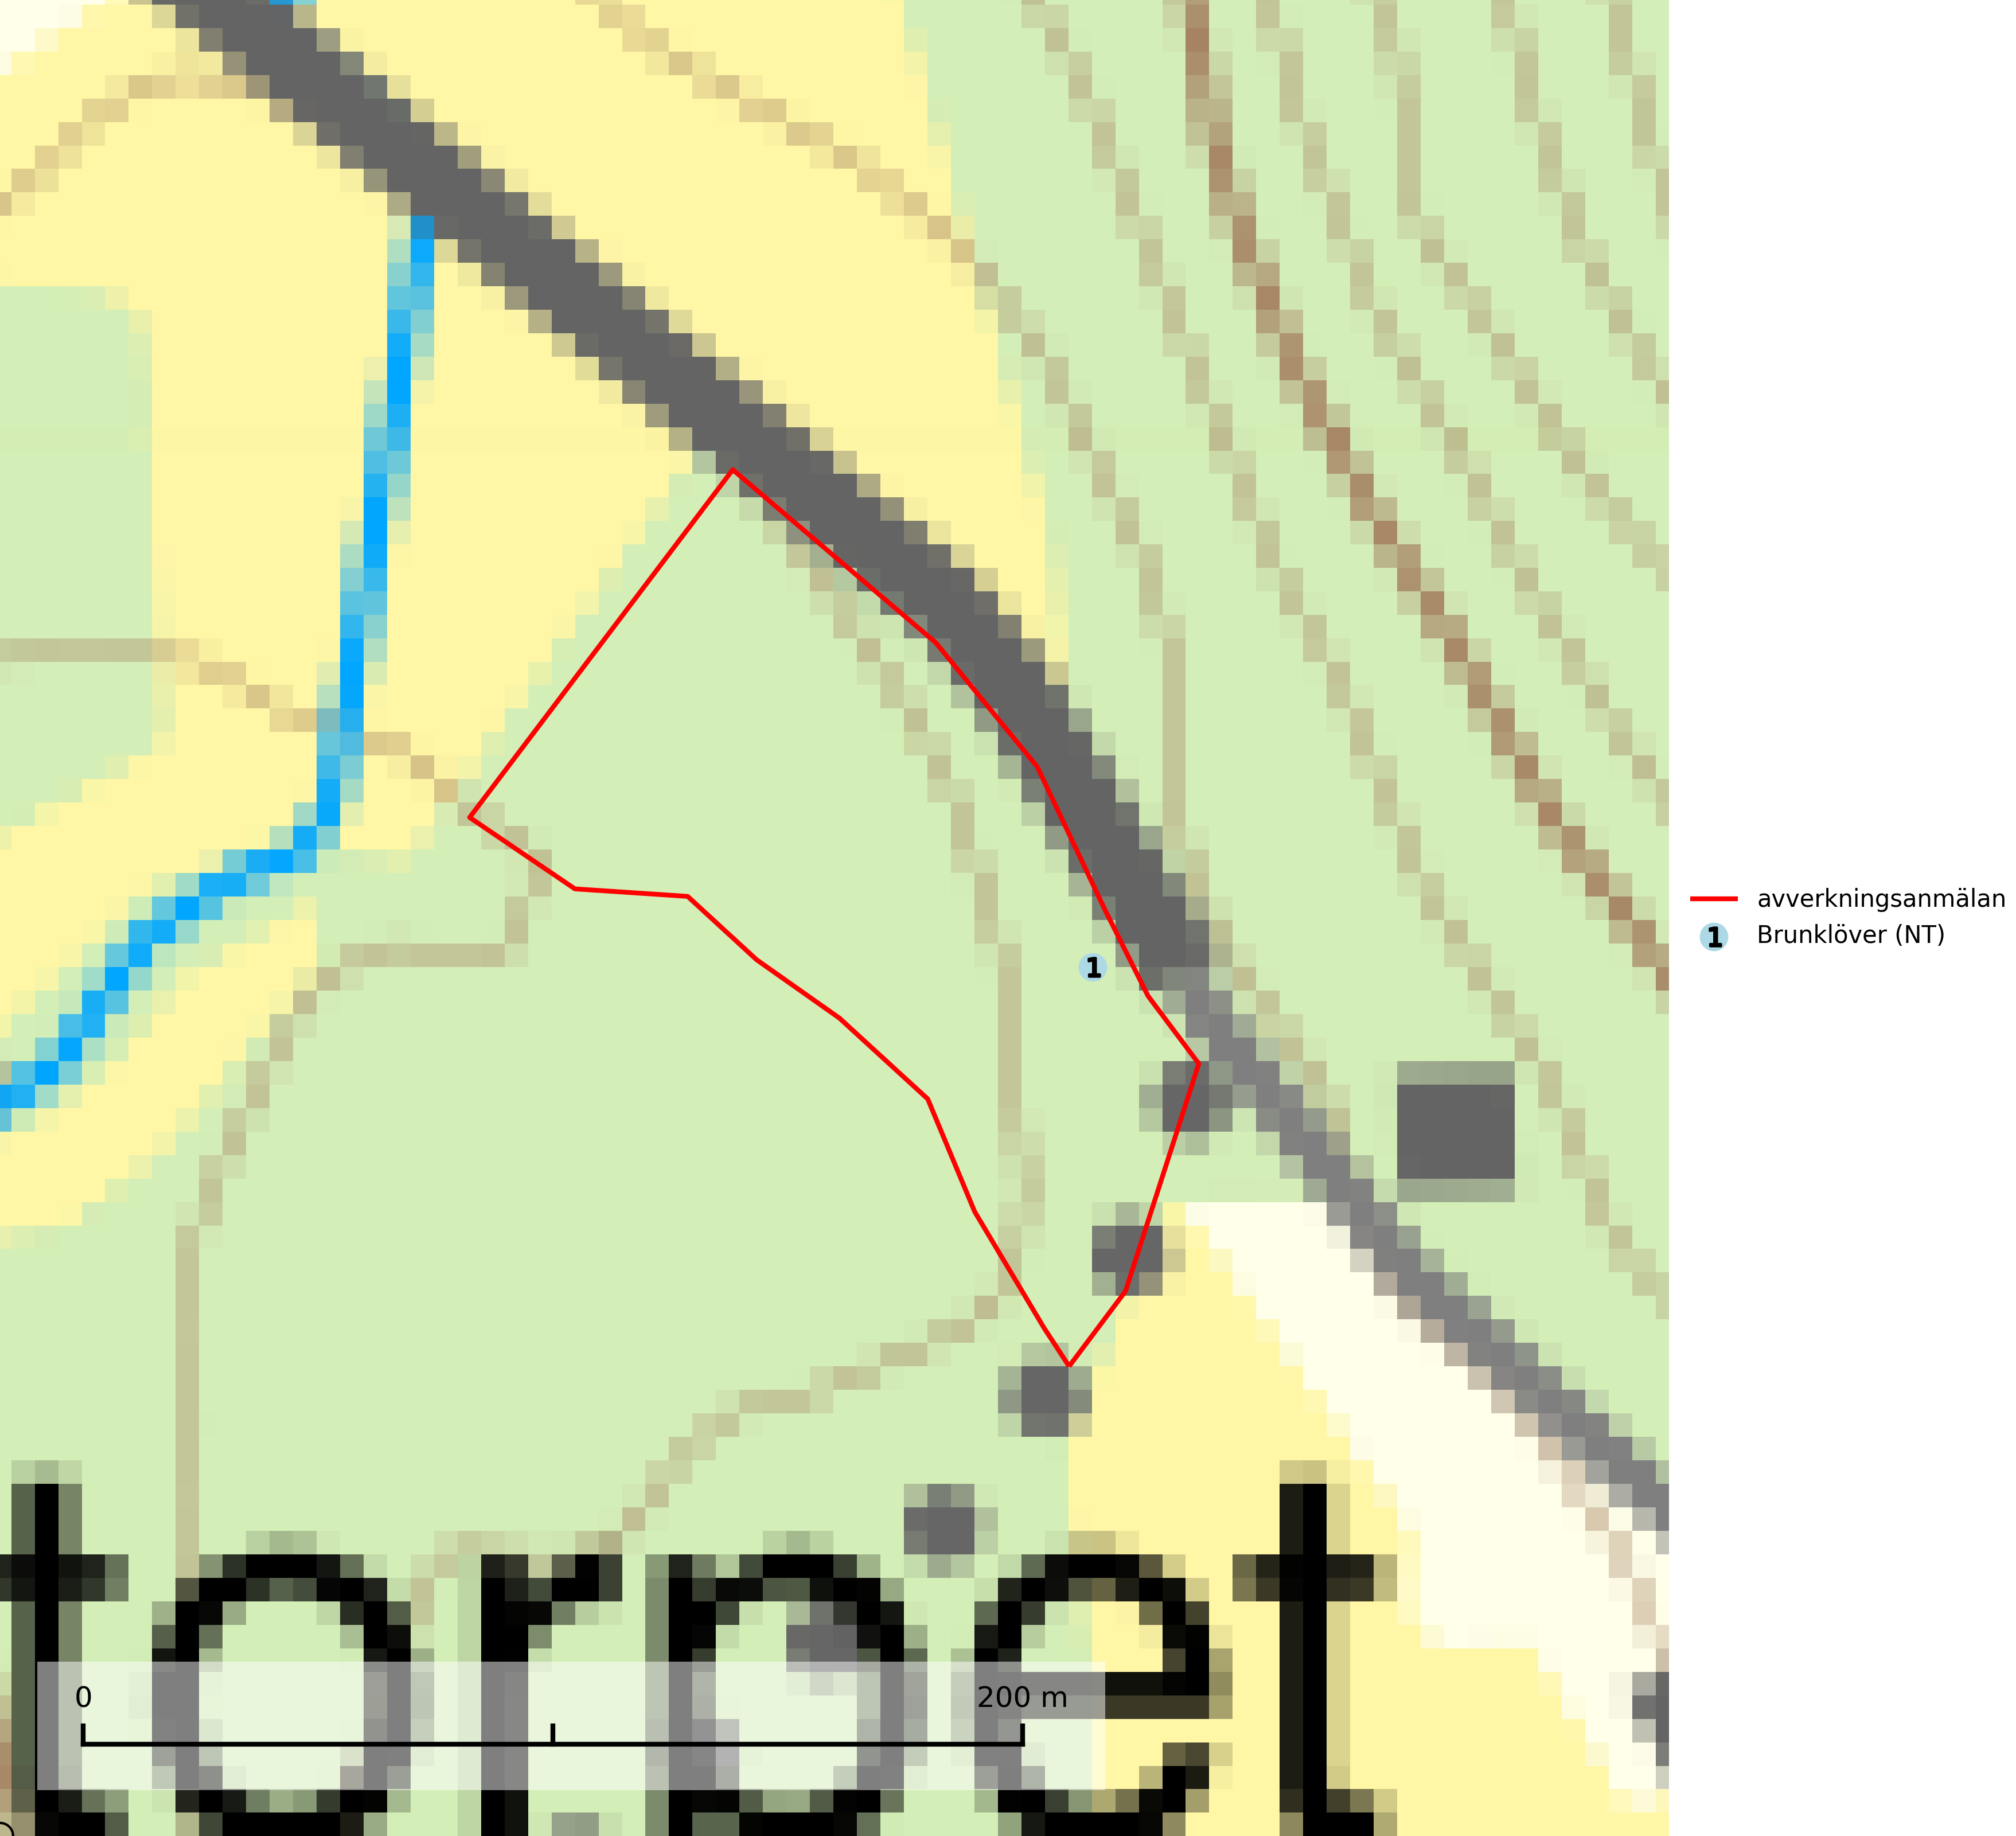 1
avverkningsanmälan
1 Brunklöver (NT)
torpet
0 200 m